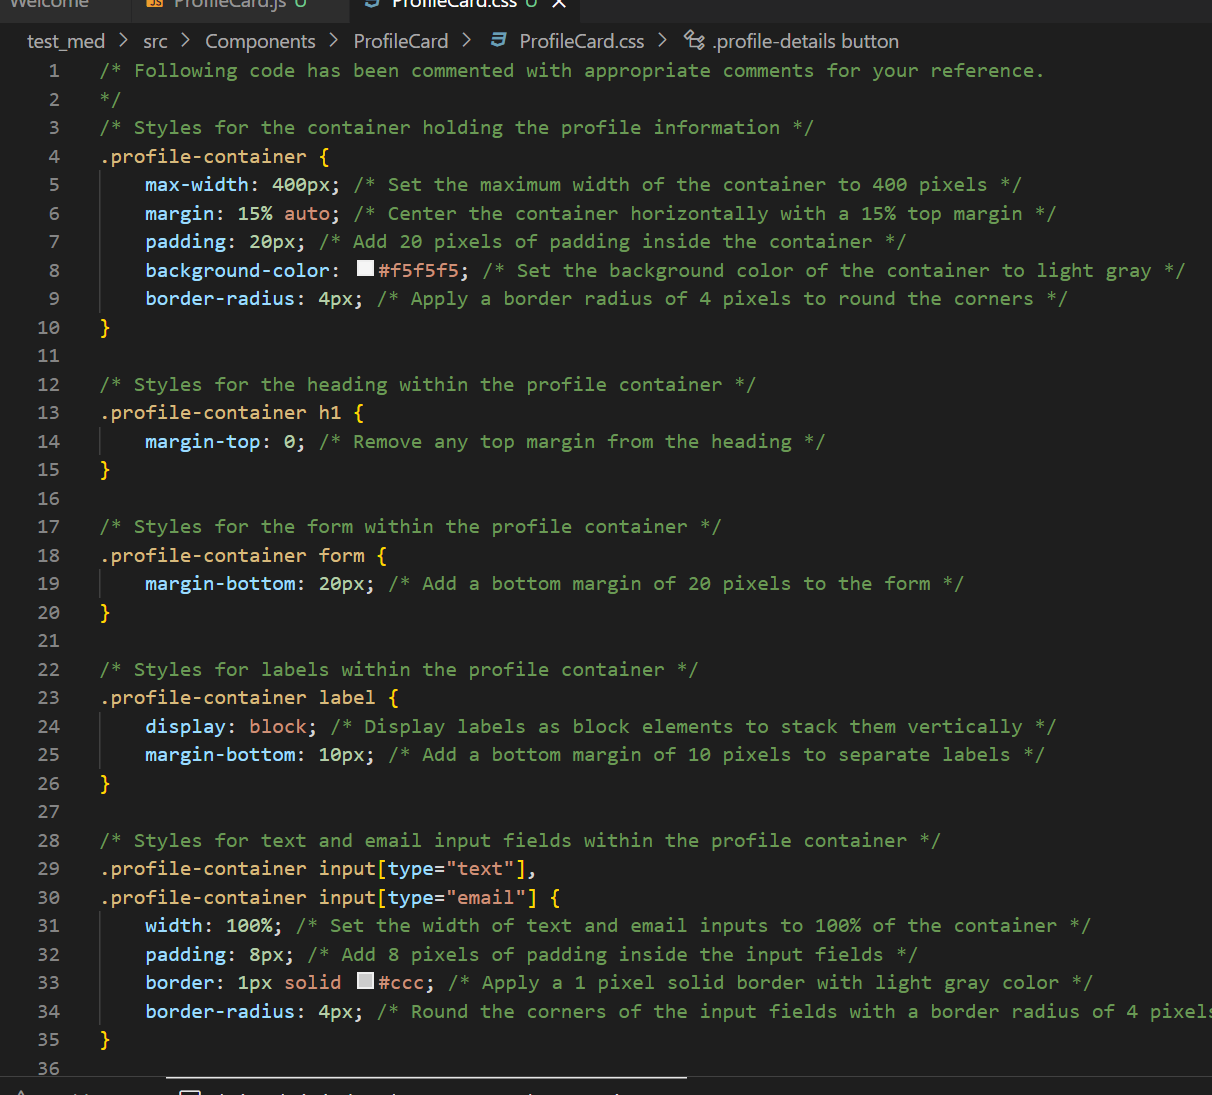 Welcome JS ProfileCard.js U ProfileCard.css U ×
test_med > src > Components > ProfileCard > ProfileCard.css > .profile-details button
1 /* Following code has been commented with appropriate comments for your reference.
2 */
3 /* Styles for the container holding the profile information */
4 .profile-container {
5 max-width: 400px; /* Set the maximum width of the container to 400 pixels */
6 margin: 15% auto; /* Center the container horizontally with a 15% top margin */
7 padding: 20px; /* Add 20 pixels of padding inside the container */
8 background-color: #f5f5f5; /* Set the background color of the container to light gray */
9 border-radius: 4px; /* Apply a border radius of 4 pixels to round the corners */
10 }
11
12 /* Styles for the heading within the profile container */
13 .profile-container h1 {
14 margin-top: 0; /* Remove any top margin from the heading */
15 }
16
17 /* Styles for the form within the profile container */
18 .profile-container form {
19 margin-bottom: 20px; /* Add a bottom margin of 20 pixels to the form */
20 }
21
22 /* Styles for labels within the profile container */
23 .profile-container label {
24 display: block; /* Display labels as block elements to stack them vertically */
25 margin-bottom: 10px; /* Add a bottom margin of 10 pixels to separate labels */
26 }
27
28 /* Styles for text and email input fields within the profile container */
29 .profile-container input[type="text"],
30 .profile-container input[type="email"] {
31 width: 100%; /* Set the width of text and email inputs to 100% of the container */
32 padding: 8px; /* Add 8 pixels of padding inside the input fields */
33 border: 1px solid #ccc; /* Apply a 1 pixel solid border with light gray color */
34 border-radius: 4px; /* Round the corners of the input fields with a border radius of 4 pixels
35 }
36